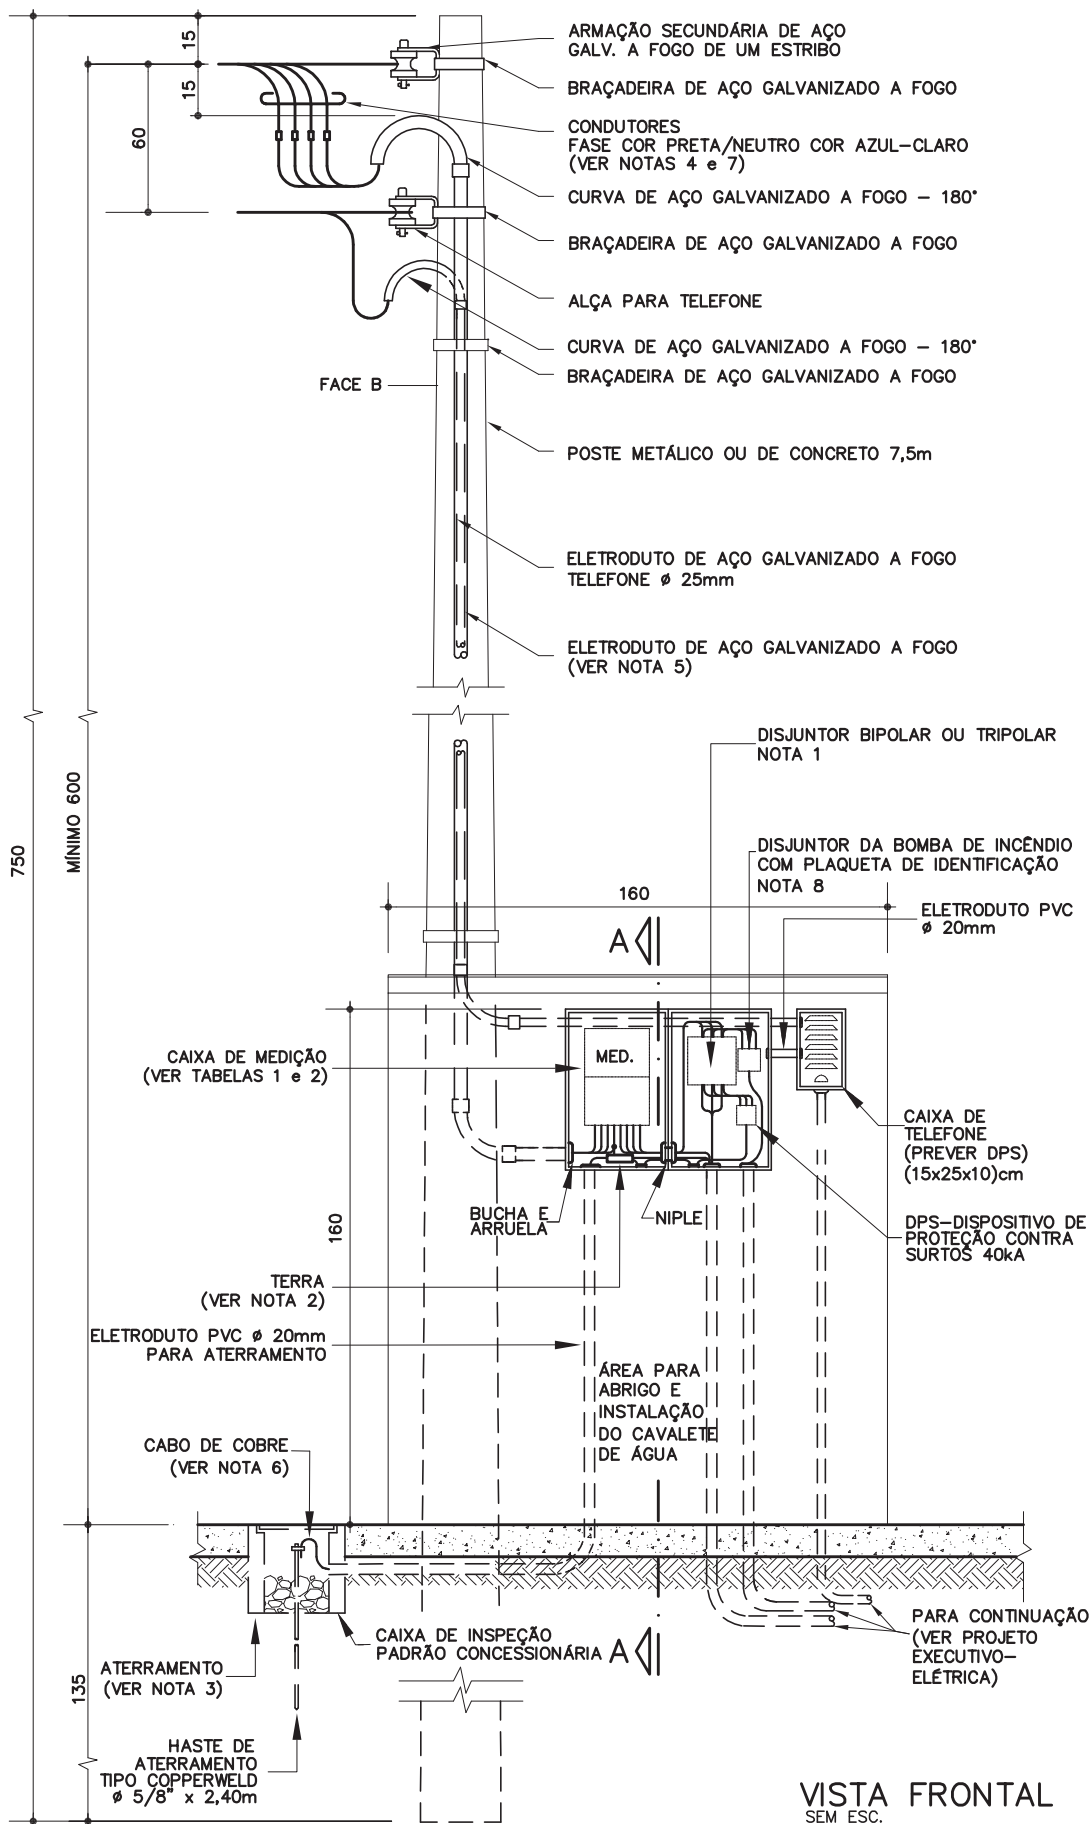 15
ARMAÇÃO SECUNDÁRIA DE AÇO
GALV. A FOGO DE UM ESTRIBO
15
BRAÇADEIRA DE AÇO GALVANIZADO A FOGO
60
CONDUTORES
FASE COR PRETA/NEUTRO COR AZUL-CLARO
(VER NOTAS 4 e 7)
CURVA DE AÇO GALVANIZADO A FOGO - 180°
BRAÇADEIRA DE AÇO GALVANIZADO A FOGO
ALÇA PARA TELEFONE
CURVA DE AÇO GALVANIZADO A FOGO - 180°
FACE B
BRAÇADEIRA DE AÇO GALVANIZADO A FOGO
POSTE METÁLICO OU DE CONCRETO 7,5m
ELETRODUTO DE AÇO GALVANIZADO A FOGO
TELEFONE ø 25mm
ELETRODUTO DE AÇO GALVANIZADO A FOGO
(VER NOTA 5)
750
MÍNIMO 600
DISJUNTOR BIPOLAR OU TRIPOLAR
NOTA 1
DISJUNTOR DA BOMBA DE INCÊNDIO
COM PLAQUETA DE IDENTIFICAÇÃO
NOTA 8
160
ELETRODUTO PVC
ø 20mm
A
CAIXA DE MEDIÇÃO
(VER TABELAS 1 e 2)
MED.
CAIXA DE
TELEFONE
(PREVER DPS)
(15x25x10)cm
160
BUCHA E
ARRUELA
NIPLE
DPS-DISPOSITIVO DE
PROTEÇÃO CONTRA
SURTOS 40kA
TERRA
(VER NOTA 2)
ELETRODUTO PVC ø 20mm
PARA ATERRAMENTO
ÁREA PARA
ABRIGO E
INSTALAÇÃO
DO CAVALETE
DE ÁGUA
CABO DE COBRE
(VER NOTA 6)
135
ATERRAMENTO
(VER NOTA 3)
CAIXA DE INSPEÇÃO
PADRÃO CONCESSIONÁRIA
A
PARA CONTINUAÇÃO
(VER PROJETO
EXECUTIVO-
ELÉTRICA)
HASTE DE
ATERRAMENTO
TIPO COPPERWELD
ø 5/8" x 2,40m
VISTA FRONTAL
SEM ESC.